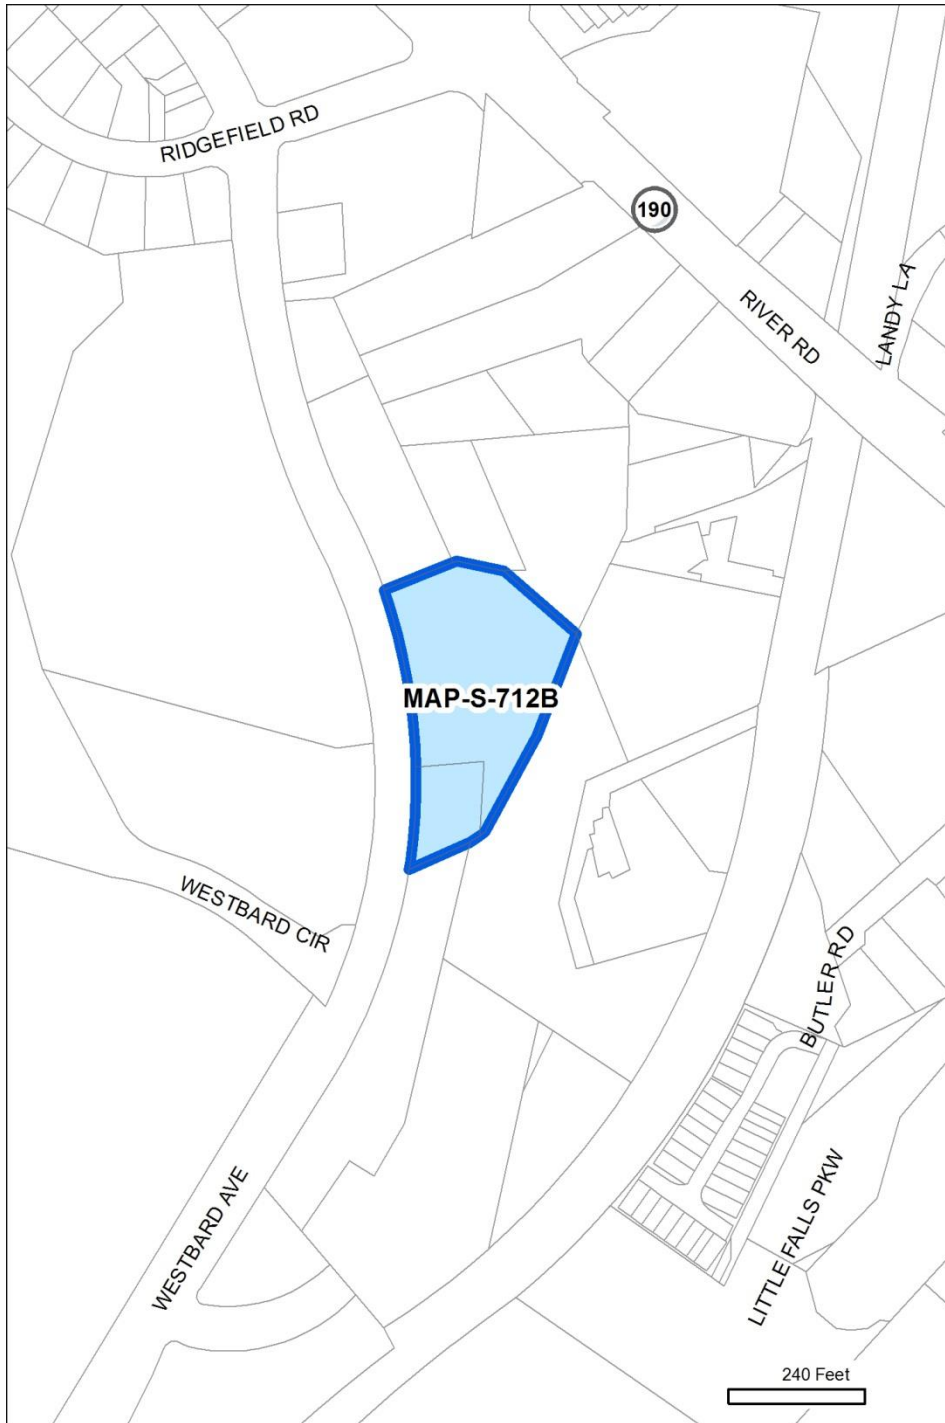 RIDGEFIELD RD
190
LANDY LA
RIVER RD
MAP-S-712B
WESTBARD CIR
BUTLER RD
WESTBARD AVE
LITTLE FALLS PKW
240 Feet